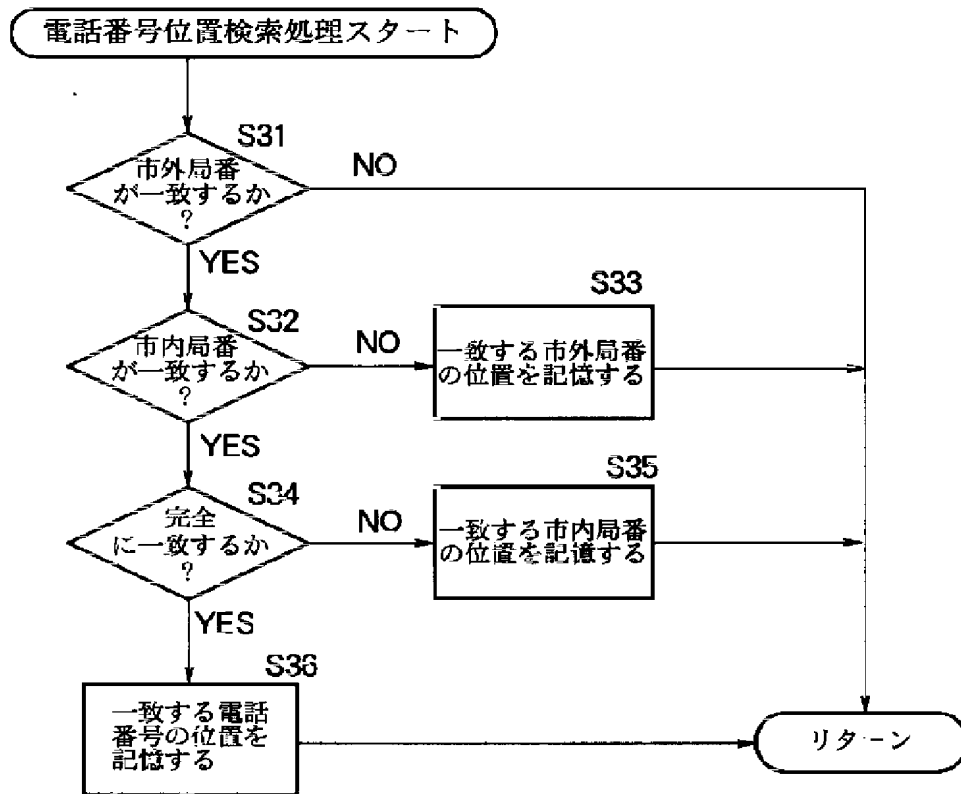 電話番号位置検索処理スタート
S31
市外局番
が一致するか
?
NO
YES
S32
市内局番
が一致するか
?
NO
S33
一致する市外局番
の位置を記憶する
YES
S34
完全
に一致するか
?
NO
S35
一致する市内局番
の位置を記憶する
YES
S36
一致する電話
番号の位置を
記憶する
リターン